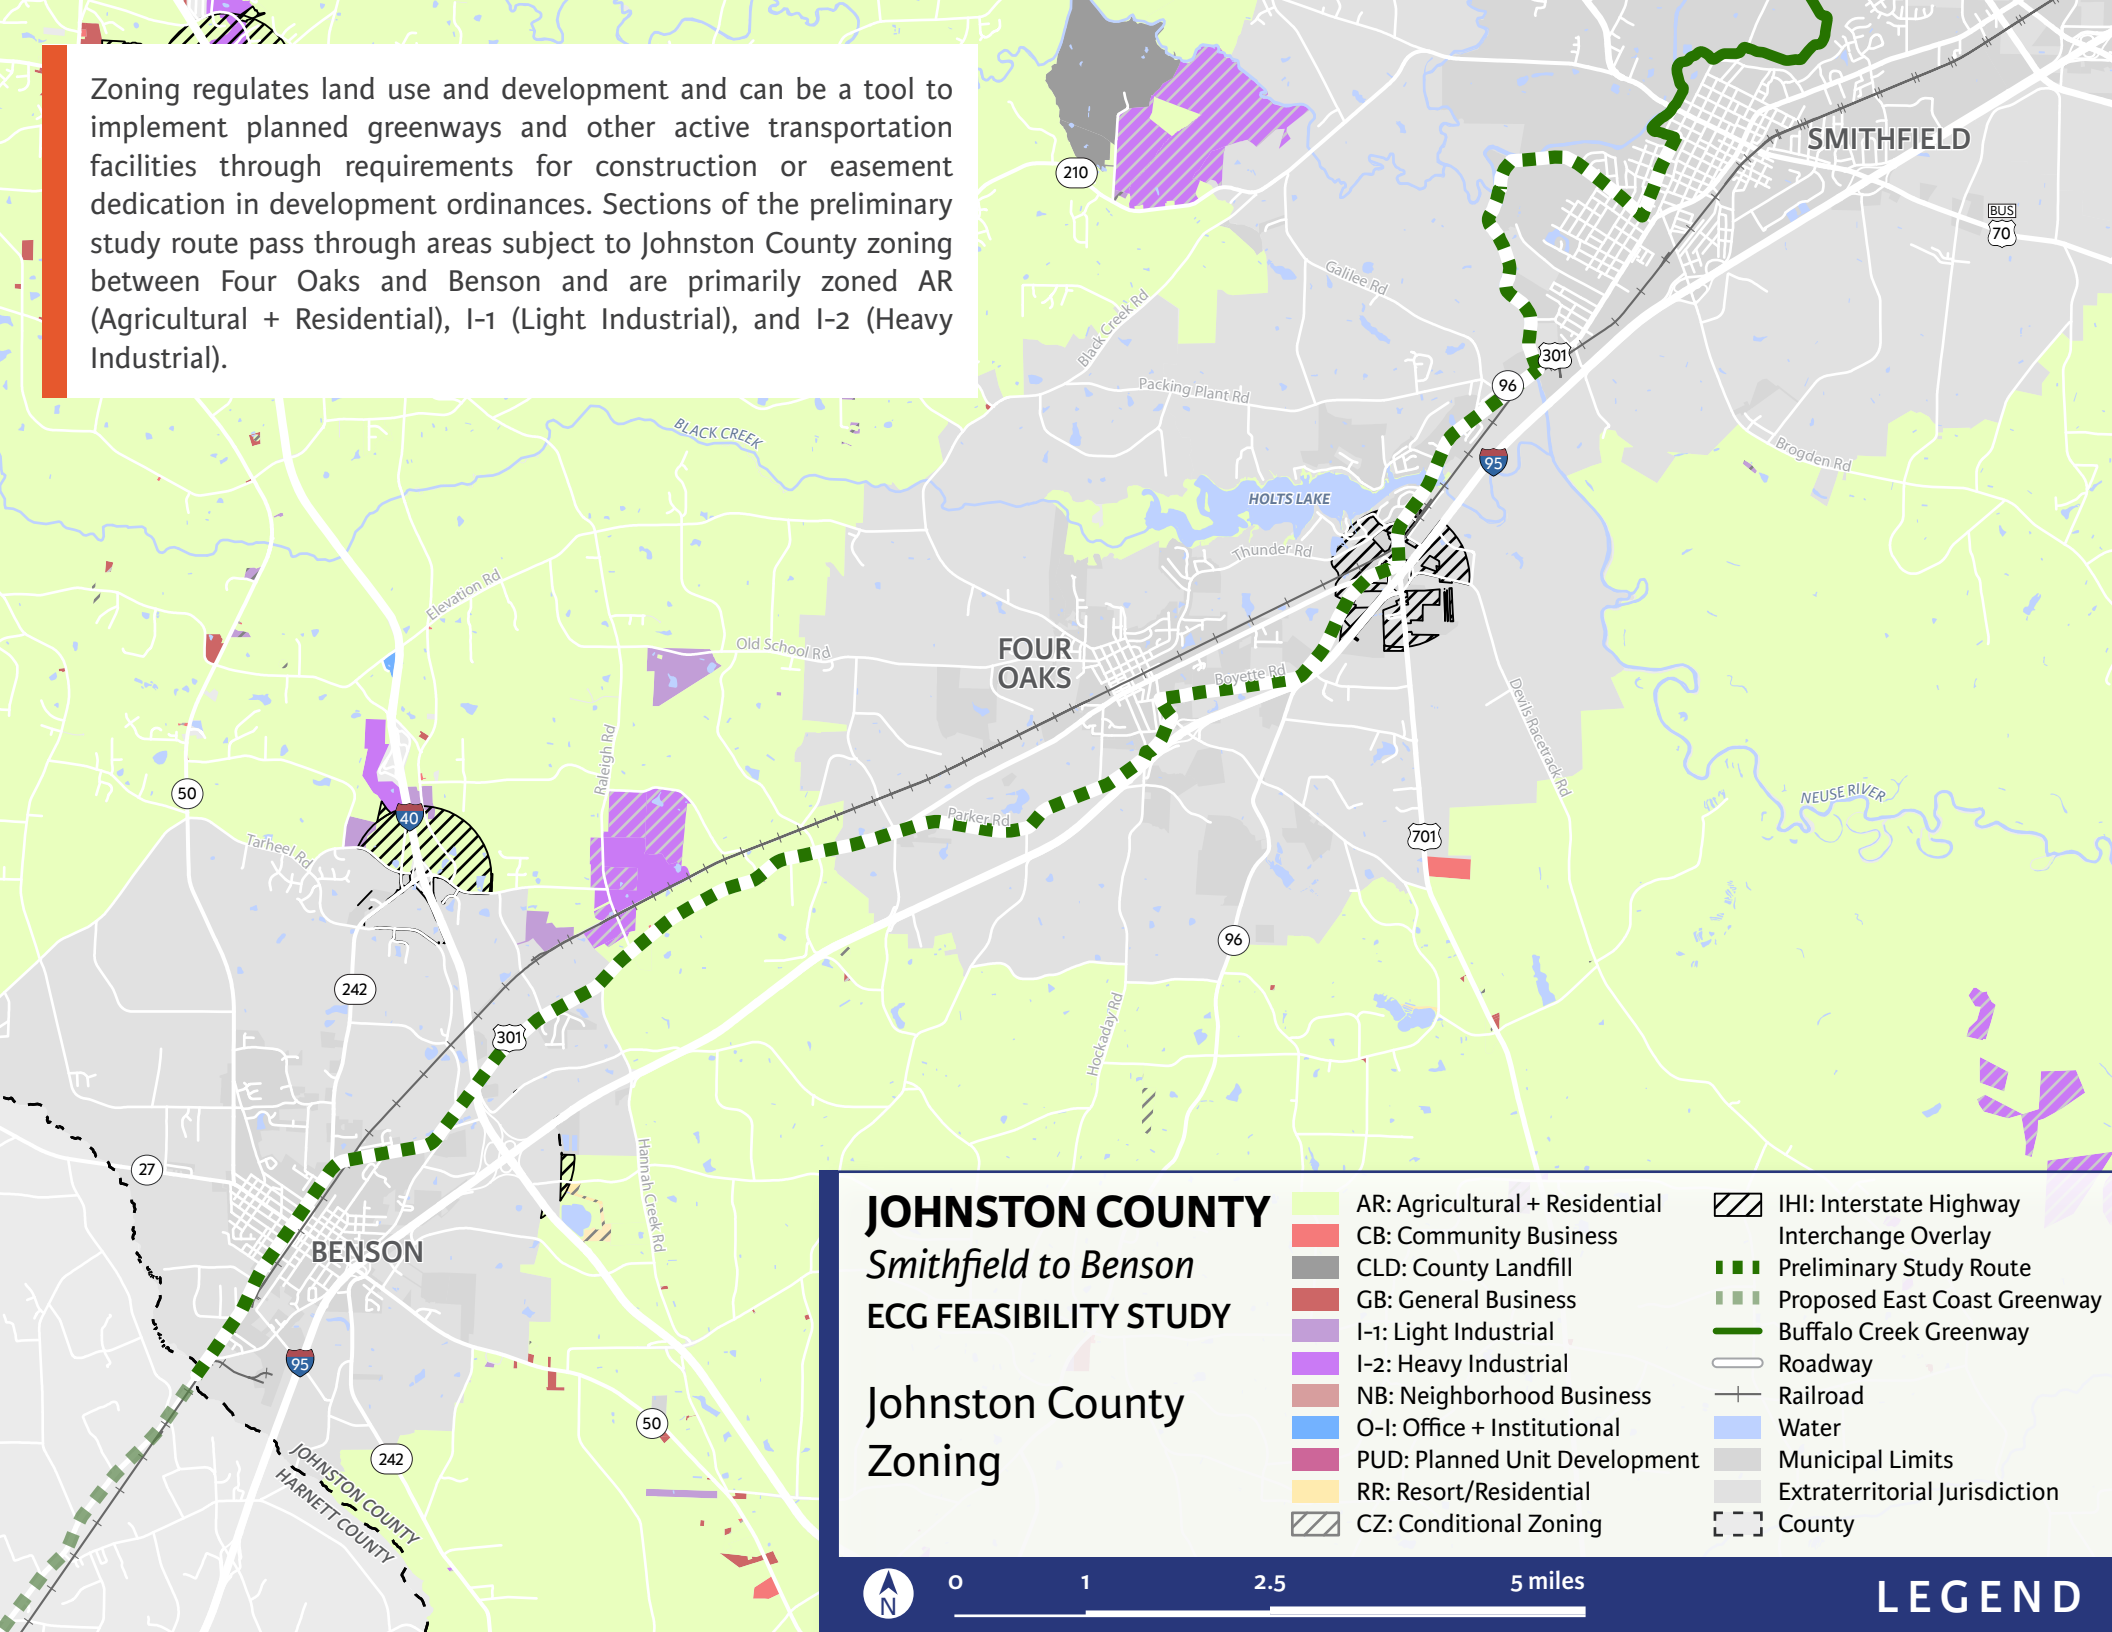 Zoning regulates land use and development and can be a tool to
implement planned greenways and other active transportation
facilities through requirements for construction or easement
dedication in development ordinances. Sections of the preliminary
study route pass through areas subject to Johnston County zoning
between Four Oaks and Benson and are primarily zoned AR
(Agricultural + Residential), I-1 (Light Industrial), and I-2 (Heavy
Industrial).
SMITHFIELD
210
BUS
70
Galilee Rd
Black Creek Rd
301
96
Packing Plant Rd
BLACK CREEK
Brogden Rd
95
HOLTS LAKE
Thunder Rd
Elevation Rd
Old School Rd
FOUR
OAKS
Boyette Rd
Devils Racetrack Rd
Raleigh Rd
50
NEUSE RIVER
40
Parker Rd
701
Tarheel Rd
96
242
301
Hockaday Rd
27
Hannah Creek Rd
BENSON
95
50
242
JOHNSTON COUNTY
HARNETT COUNTY
JOHNSTON COUNTY
Smithfield to Benson
ECG FEASIBILITY STUDY
Johnston County
Zoning
AR: Agricultural + Residential
CB: Community Business
CLD: County Landfill
GB: General Business
I-1: Light Industrial
I-2: Heavy Industrial
NB: Neighborhood Business
O-I: Office + Institutional
PUD: Planned Unit Development
RR: Resort/Residential
CZ: Conditional Zoning
IHI: Interstate Highway
Interchange Overlay
Preliminary Study Route
Proposed East Coast Greenway
Buffalo Creek Greenway
Roadway
Railroad
Water
Municipal Limits
Extraterritorial Jurisdiction
County
N
0 1 2.5 5 miles
LEGEND